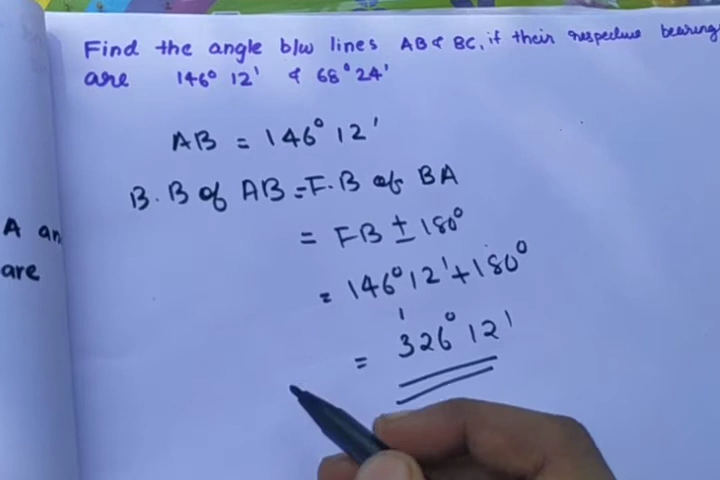 Find the angle b/w lines AB & BC, if their respective bearing
are 146° 12' & 68° 24'
AB = 146° 12'
B.B of AB = F.B of BA
= FB ± 180°
= 146° 12' + 180°
= 326° 12'
A an
are